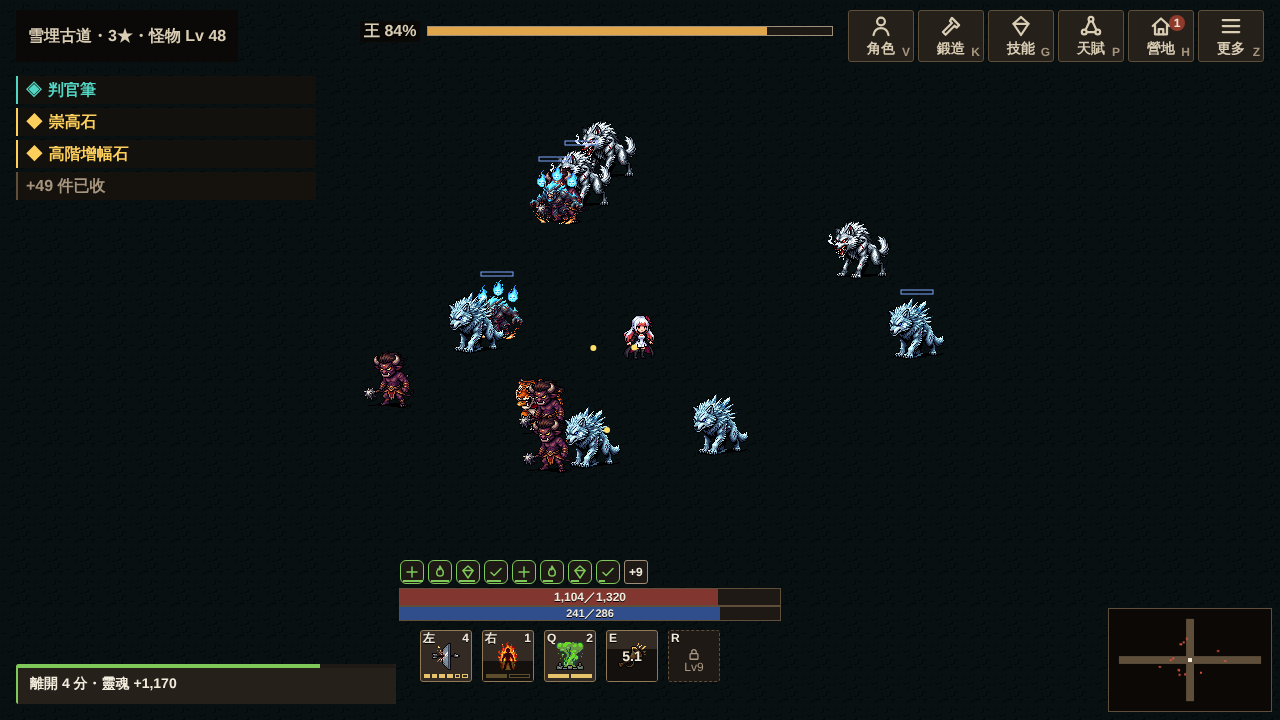 雪埋古道・3★・怪物 Lv 48
王 84%
角色 V
鍛造 K
技能 G
天賦 P
營地 H 1
更多 Z
判官筆
崇高石
高階增幅石
+49 件已收
+9
1,104／1,320
241／286
左 4
右 1
Q 2
E 5.1
R Lv9
離開 4 分・靈魂 +1,170